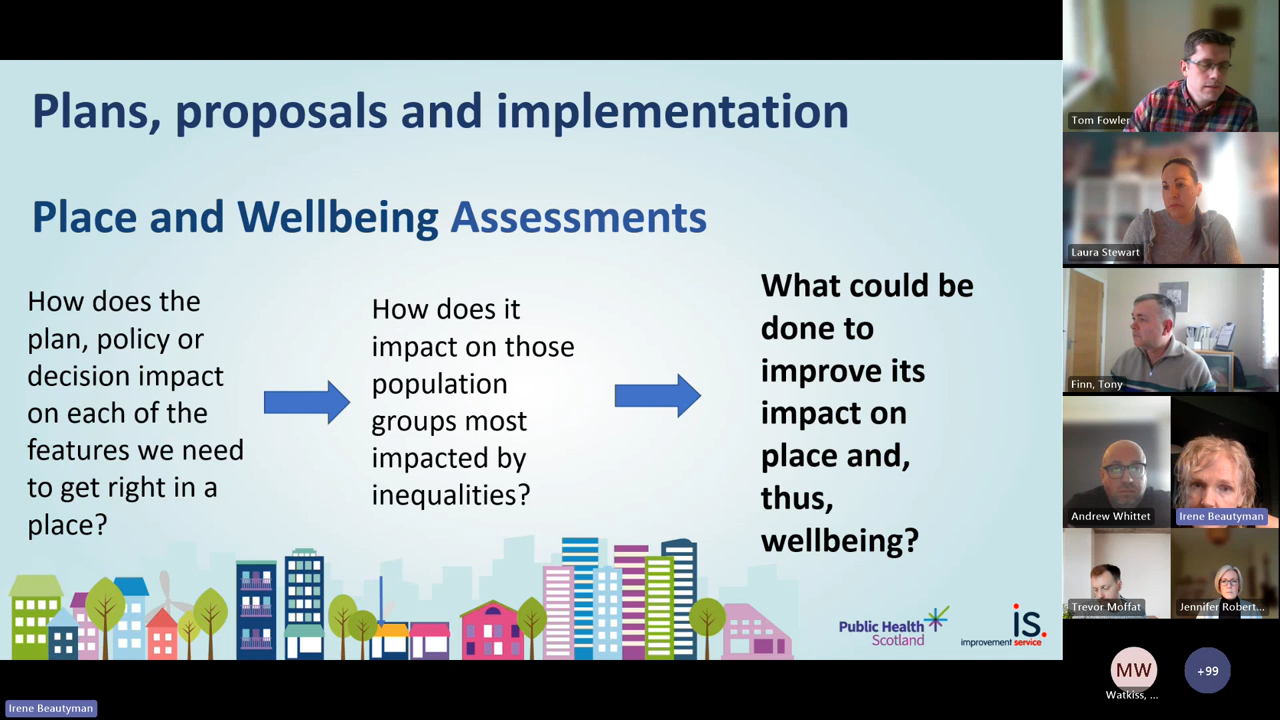 Plans, proposals and implementation
Place and Wellbeing Assessments
How does the
plan, policy or
decision impact
on each of the
features we need
to get right in a
place?
How does it
impact on those
population
groups most
impacted by
inequalities?
What could be
done to
improve its
impact on
place and,
thus,
wellbeing?
Public Health
Scotland
is.
improvement service
Irene Beautyman
Tom Fowler
Laura Stewart
Finn, Tony
Andrew Whittet
Irene Beautyman
Trevor Moffat
Jennifer Robert...
MW
+99
Watkiss, ...